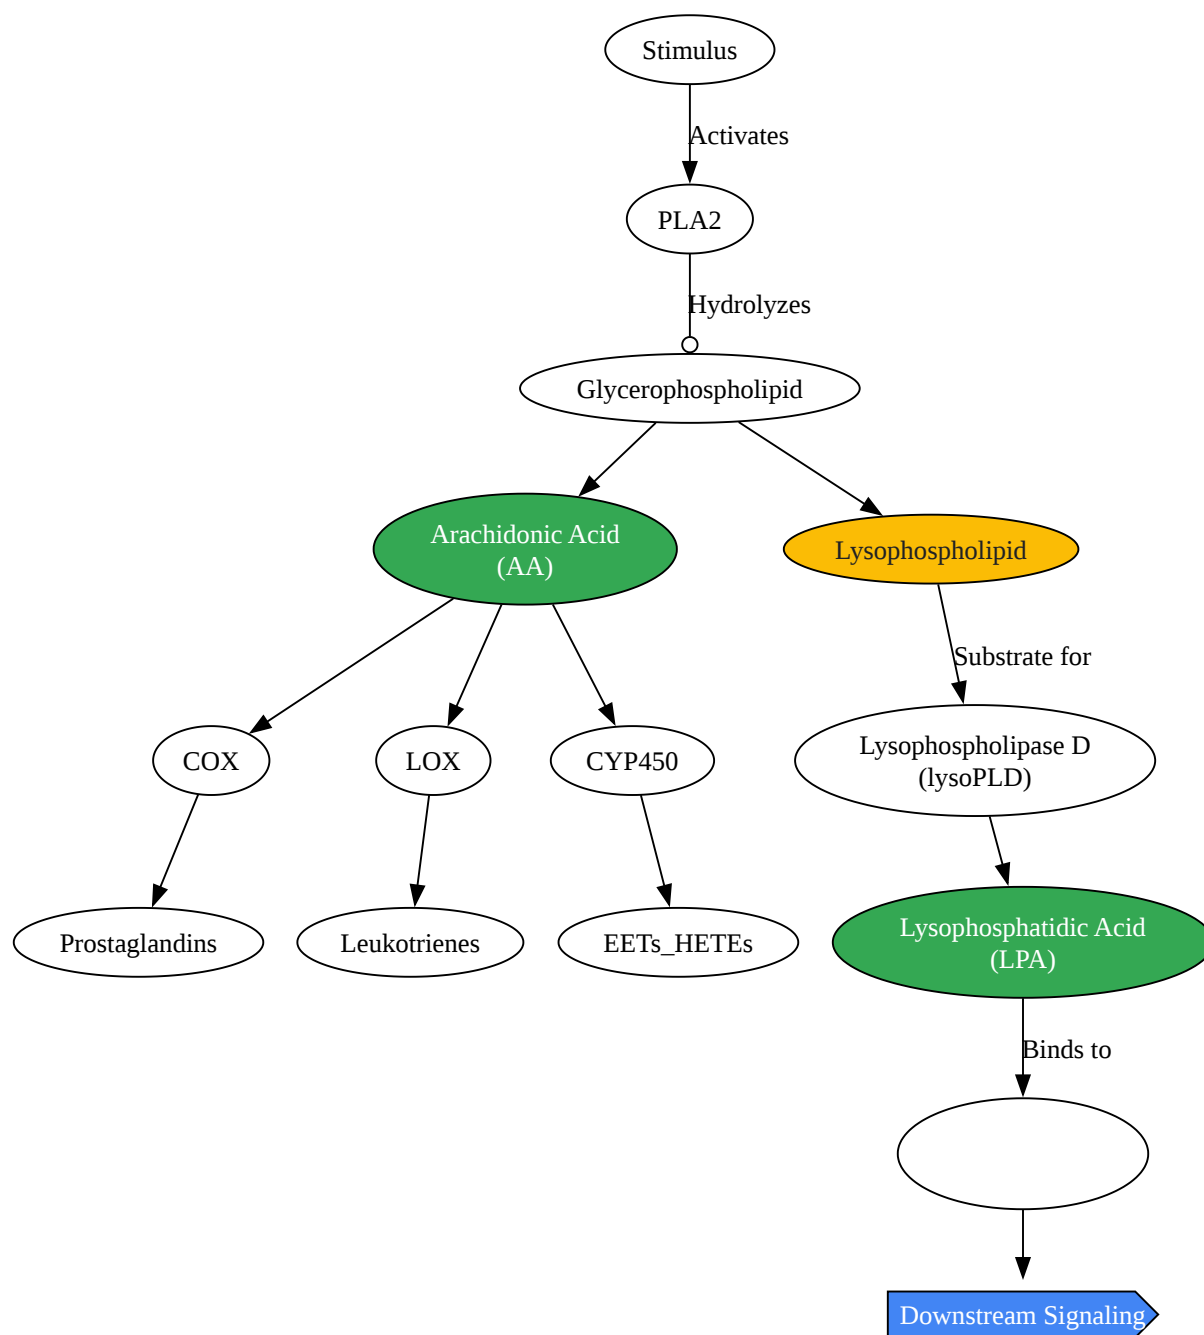 Stimulus
Activates
PLA2
Hydrolyzes
Glycerophospholipid
Arachidonic Acid
(AA)
Lysophospholipid
Substrate for
COX
LOX
CYP450
Lysophospholipase D
(lysoPLD)
Prostaglandins
Leukotrienes
EETs_HETEs
Lysophosphatidic Acid
(LPA)
Binds to
Downstream Signaling